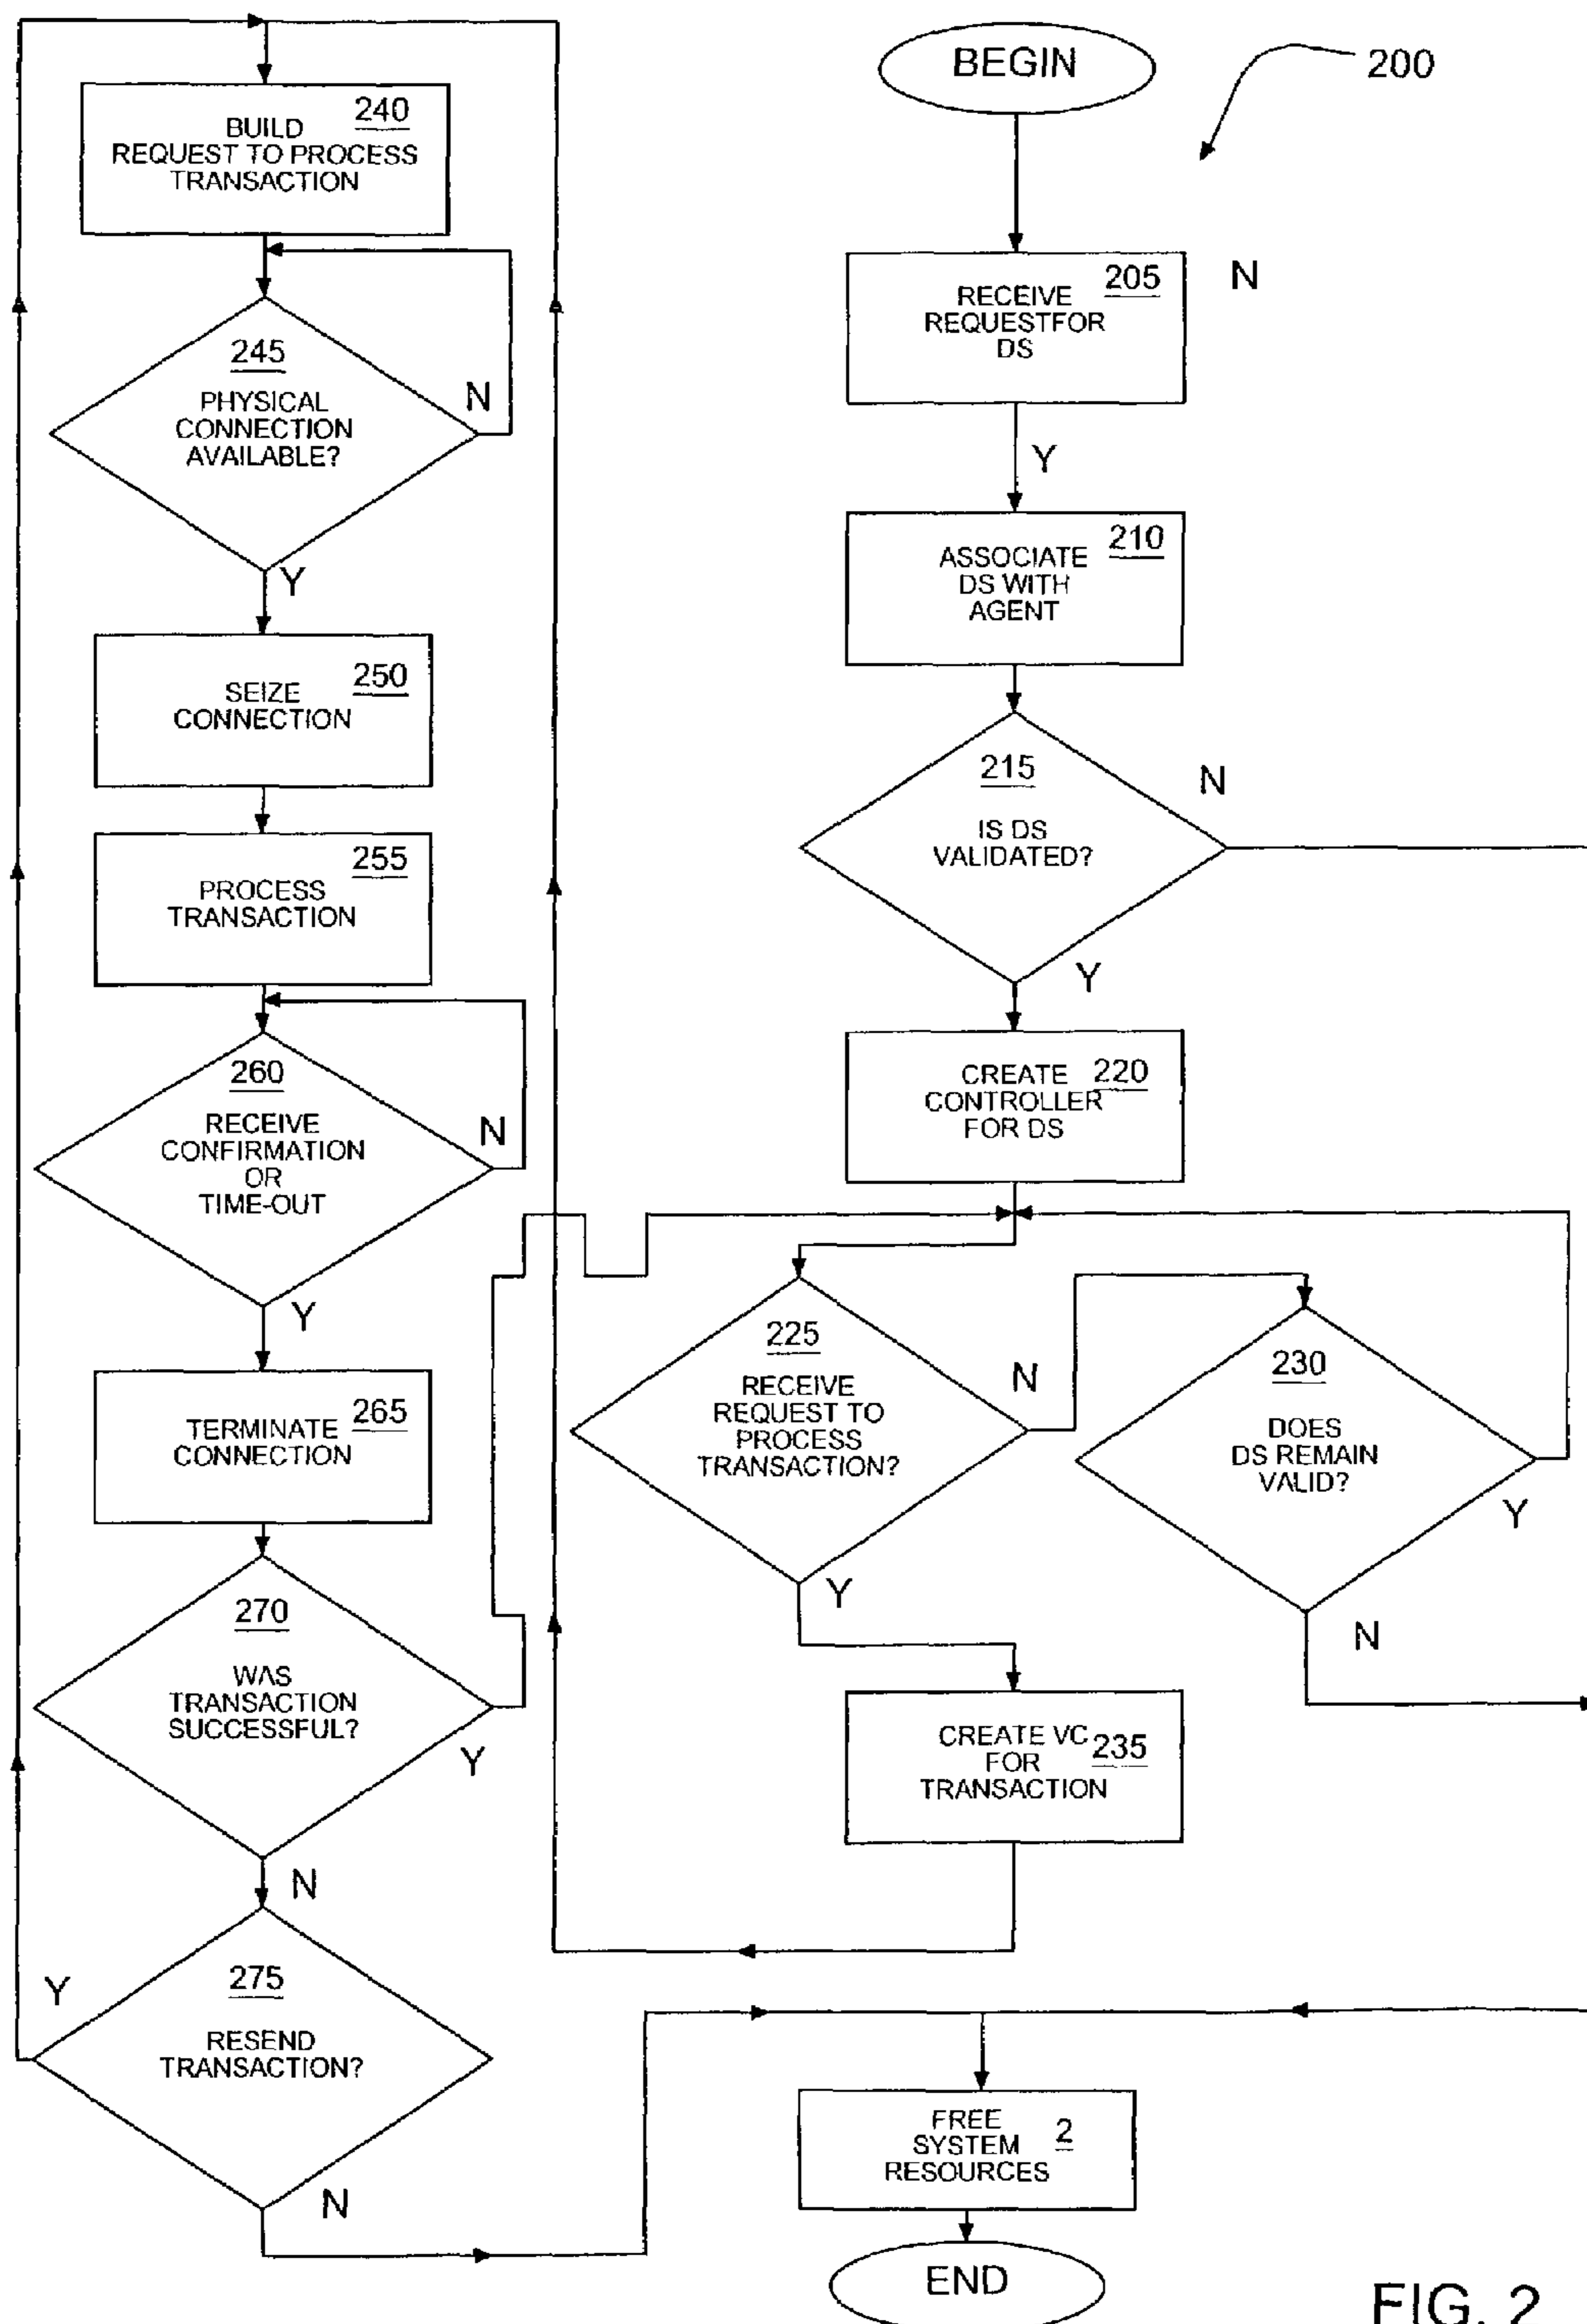 BEGIN
200
205
RECEIVE
REQUESTFOR
DS
N
Y
210
ASSOCIATE
DS WITH
AGENT
215
IS DS
VALIDATED?
N
Y
CREATE 220
CONTROLLER
FOR DS
225
RECEIVE
REQUEST TO
PROCESS
TRANSACTION?
N
Y
230
DOES
DS REMAIN
VALID?
Y
N
CREATE VC 235
FOR
TRANSACTION
240
BUILD
REQUEST TO PROCESS
TRANSACTION
245
PHYSICAL
CONNECTION
AVAILABLE?
N
Y
250
SEIZE
CONNECTION
255
PROCESS
TRANSACTION
260
RECEIVE
CONFIRMATION
OR
TIME-OUT
N
Y
265
TERMINATE
CONNECTION
270
WAS
TRANSACTION
SUCCESSFUL?
Y
N
275
RESEND
TRANSACTION?
Y
N
FREE
SYSTEM 2
RESOURCES
END
FIG. 2